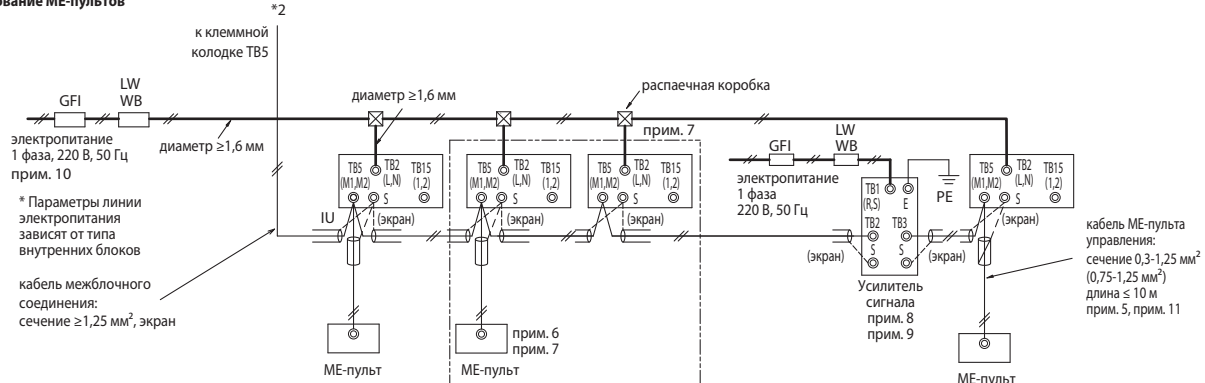 ование МЕ-пультов
*2
к клеммной
колодке ТВ5
GFI
LW
WB
диаметр ≥1,6 мм
распаечная коробка
электропитание
1 фаза, 220 В, 50 Гц
прим. 10
диаметр ≥1,6 мм
* Параметры линии
электропитания
зависят от типа
внутренних блоков
кабель межблочного
соединения:
сечение ≥1,25 мм², экран
TB5
(M1,M2)
TB2
(L,N)
TB15
(1,2)
S
IU
(экран)
МЕ-пульт
TB5
(M1,M2)
TB2
(L,N)
TB15
(1,2)
S
(экран)
МЕ-пульт
прим. 6
прим. 7
прим. 7
TB5
(M1,M2)
TB2
(L,N)
TB15
(1,2)
S
(экран)
GFI
LW
WB
электропитание
1 фаза
220 В, 50 Гц
TB1
(R,S)
E
PE
TB2
TB3
S
S
(экран)
(экран)
Усилитель
сигнала
прим. 8
прим. 9
TB5
(M1,M2)
TB2
(L,N)
TB15
(1,2)
S
(экран)
МЕ-пульт
кабель МЕ-пульта
управления:
сечение 0,3-1,25 мм²
(0,75-1,25 мм²)
длина ≤ 10 м
прим. 5, прим. 11